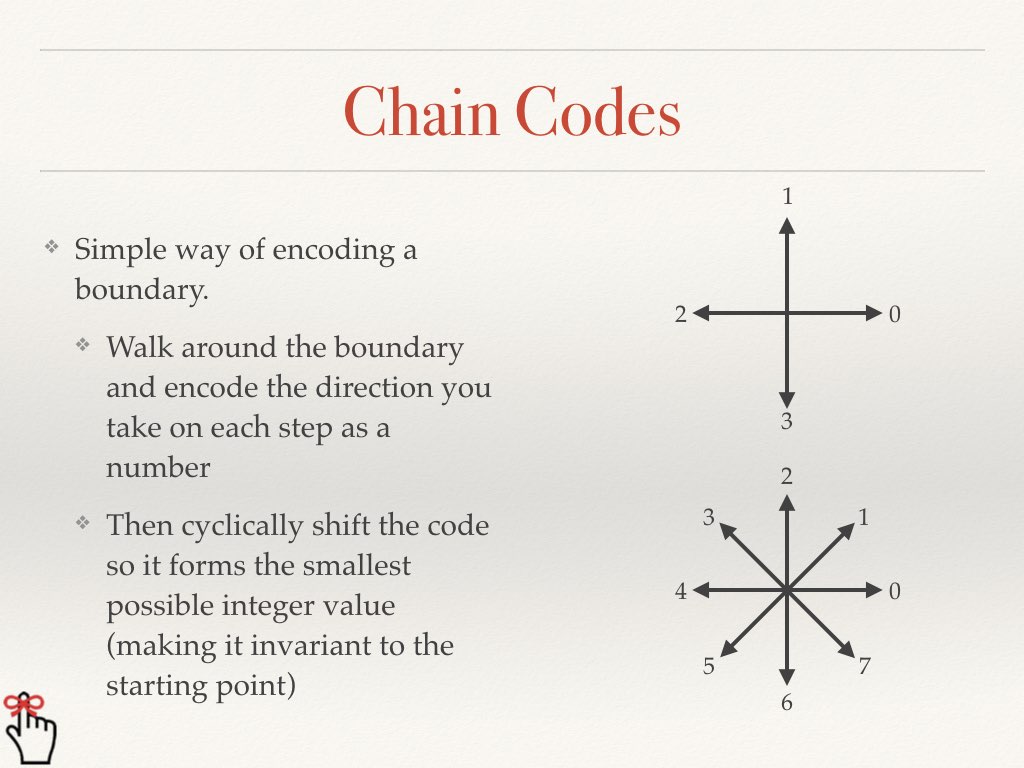 Chain Codes
❖ Simple way of encoding a
boundary.
❖ Walk around the boundary
and encode the direction you
take on each step as a
number
❖ Then cyclically shift the code
so it forms the smallest
possible integer value
(making it invariant to the
starting point)
1
2 0
3
2
3 1
4 0
5 7
6